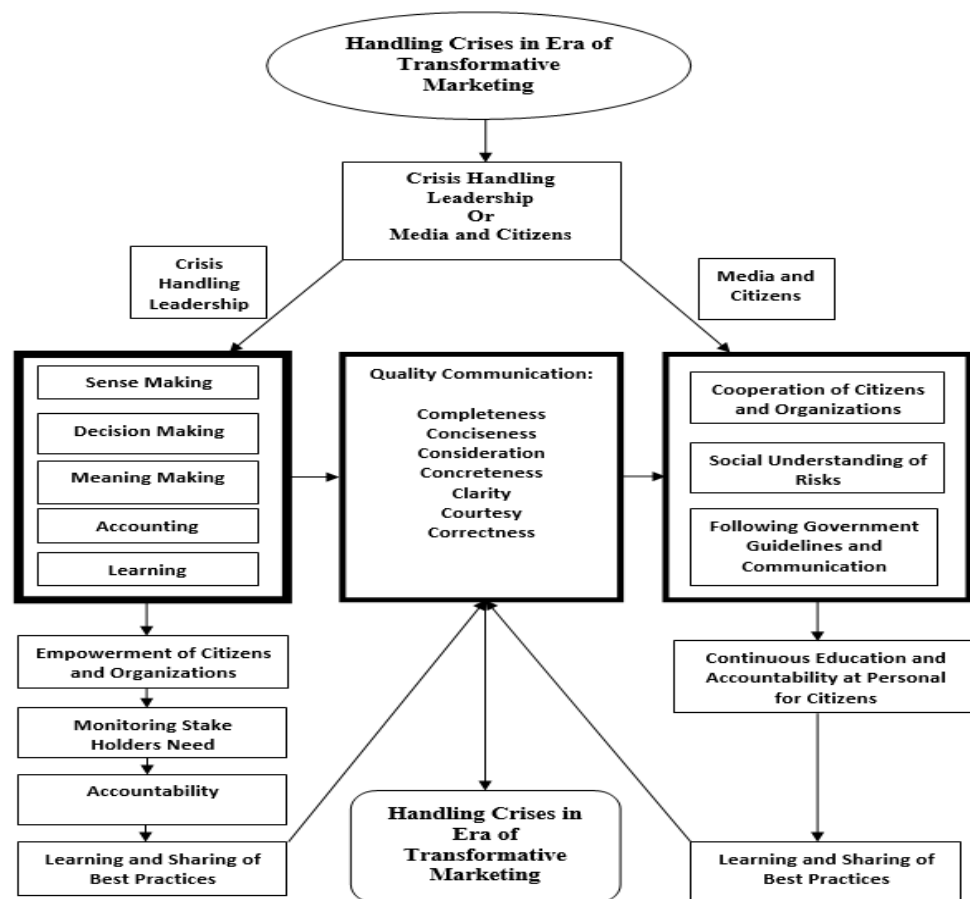 Handling Crises in Era of
Transformative
Marketing
Crisis Handling
Leadership
Or
Media and Citizens
Crisis
Handling
Leadership
Media and
Citizens
Sense Making
Decision Making
Meaning Making
Accounting
Learning
Quality Communication:
Completeness
Conciseness
Consideration
Concreteness
Clarity
Courtesy
Correctness
Cooperation of Citizens
and Organizations
Social Understanding of
Risks
Following Government
Guidelines and
Communication
Empowerment of Citizens
and Organizations
Monitoring Stake
Holders Need
Accountability
Learning and Sharing of
Best Practices
Handling Crises in
Era of
Transformative
Marketing
Continuous Education and
Accountability at Personal
for Citizens
Learning and Sharing of
Best Practices